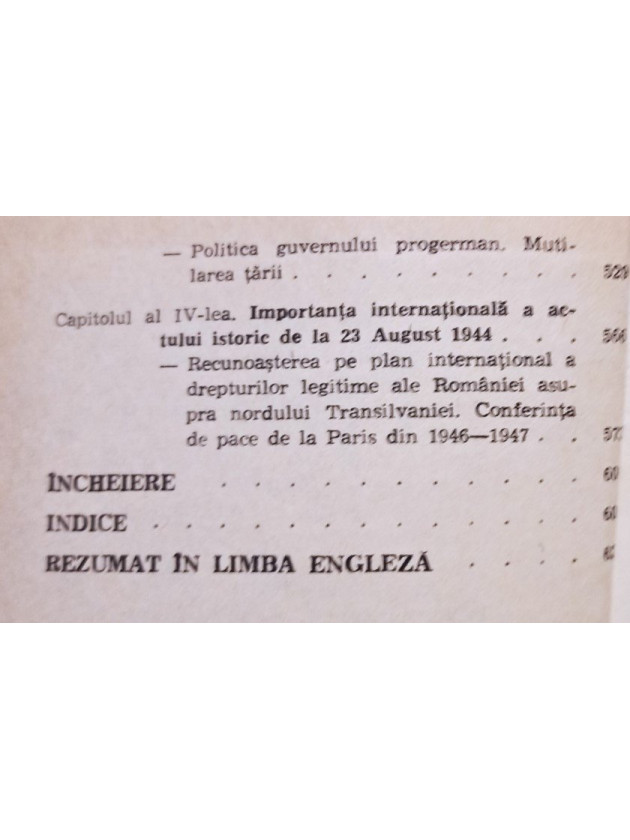 — Politica guvernului progerman. Muti-
larea țării . . . . . . . . 529
Capitolul al IV-lea. Importanța internațională a ac-
tului istoric de la 23 August 1944 . . . 566
— Recunoașterea pe plan internațional a
drepturilor legitime ale României asu-
pra nordului Transilvaniei. Conferința
de pace de la Paris din 1946—1947 . .
ÎNCHEIERE . . . . . . . . . . .
INDICE . . . . . . . . . . . . .
REZUMAT ÎN LIMBA ENGLEZĂ . . . .